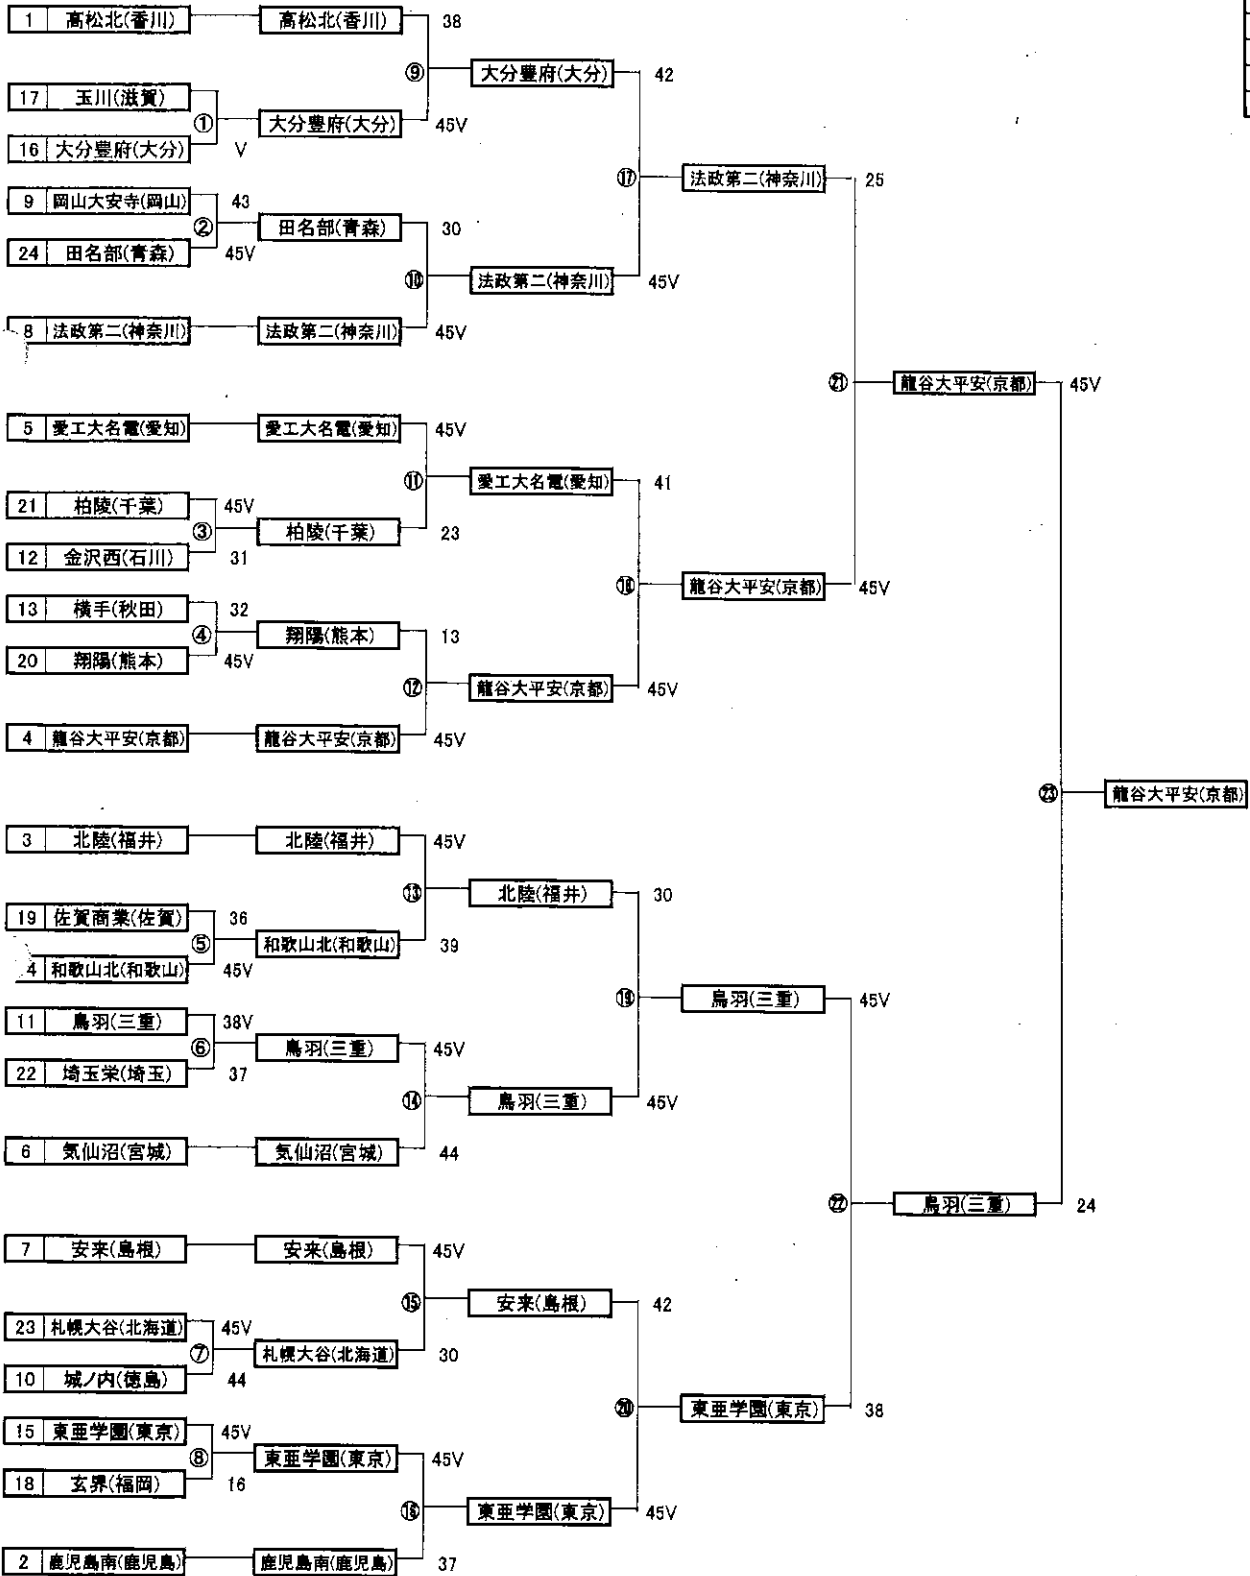 1 高松北(香川) 高松北(香川) 38
⑨ 大分豊府(大分) 42
17 玉川(滋賀)
① 大分豊府(大分) 45V
16 大分豊府(大分) V
⑰ 法政第二(神奈川) 25
9 岡山大安寺(岡山) 43
② 田名部(青森) 30
24 田名部(青森) 45V
⑩ 法政第二(神奈川) 45V
8 法政第二(神奈川) 法政第二(神奈川) 45V
㉑ 龍谷大平安(京都) 45V
5 愛工大名電(愛知) 愛工大名電(愛知) 45V
⑪ 愛工大名電(愛知) 41
21 柏陵(千葉) 45V
③ 柏陵(千葉) 23
12 金沢西(石川) 31
⑱ 龍谷大平安(京都) 45V
13 横手(秋田) 32
④ 翔陽(熊本) 13
20 翔陽(熊本) 45V
⑫ 龍谷大平安(京都) 45V
4 龍谷大平安(京都) 龍谷大平安(京都) 45V
㉓ 龍谷大平安(京都)
3 北陸(福井) 北陸(福井) 45V
⑬ 北陸(福井) 30
19 佐賀商業(佐賀) 36
⑤ 和歌山北(和歌山) 39
4 和歌山北(和歌山) 45V
⑲ 鳥羽(三重) 45V
11 鳥羽(三重) 38V
⑥ 鳥羽(三重) 45V
22 埼玉栄(埼玉) 37
⑭ 鳥羽(三重) 45V
6 気仙沼(宮城) 気仙沼(宮城) 44
㉒ 鳥羽(三重) 24
7 安来(島根) 安来(島根) 45V
⑮ 安来(島根) 42
23 札幌大谷(北海道) 45V
⑦ 札幌大谷(北海道) 30
10 城ノ内(徳島) 44
⑳ 東亜学園(東京) 38
15 東亜学園(東京) 45V
⑧ 東亜学園(東京) 45V
18 玄界(福岡) 16
⑯ 東亜学園(東京) 45V
2 鹿児島南(鹿児島) 鹿児島南(鹿児島) 37